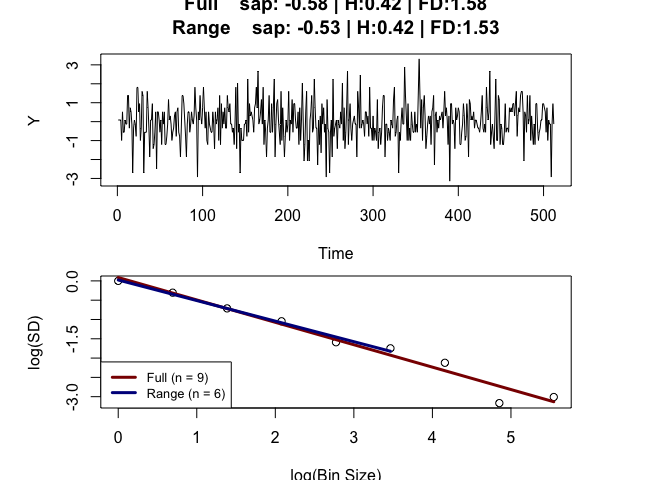 Full sap: -0.58 | H:0.42 | FD:1.58
Range sap: -0.53 | H:0.42 | FD:1.53
3
1
-1
-3
Y
0 100 200 300 400 500
Time
0.0
-1.5
-3.0
log(SD)
Full (n = 9)
Range (n = 6)
0 1 2 3 4 5
log(Bin Size)